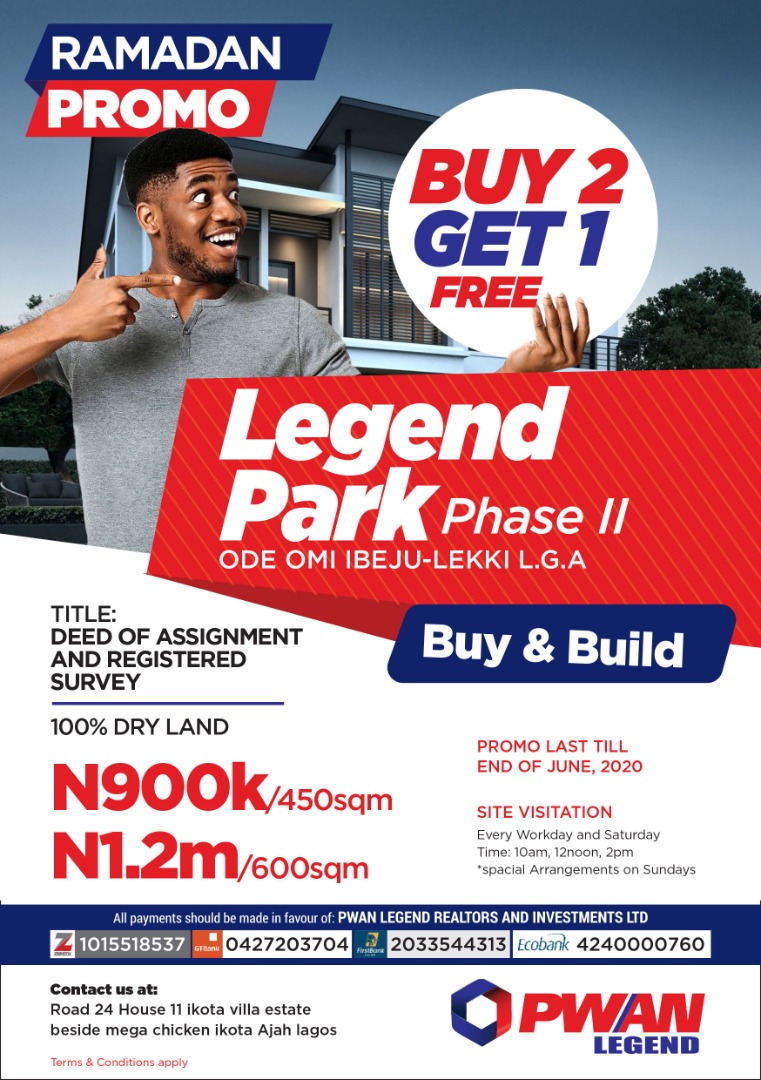 RAMADAN
PROMO
BUY 2
GET 1
FREE
Legend
Park Phase II
ODE OMI IBEJU-LEKKI L.G.A
Buy & Build
TITLE:
DEED OF ASSIGNMENT
AND REGISTERED
SURVEY
100% DRY LAND
N900k/450sqm
N1.2m/600sqm
PROMO LAST TILL
END OF JUNE, 2020
SITE VISITATION
Every Workday and Saturday
Time: 10am, 12noon, 2pm
*spacial Arrangements on Sundays
All payments should be made in favour of: PWAN LEGEND REALTORS AND INVESTMENTS LTD
Z ZENITH 1015518537 GTBank 0427203704 FirstBank 2033544313 Ecobank 4240000760
Contact us at:
Road 24 House 11 ikota villa estate
beside mega chicken ikota Ajah lagos
Terms & Conditions apply
PWAN
LEGEND